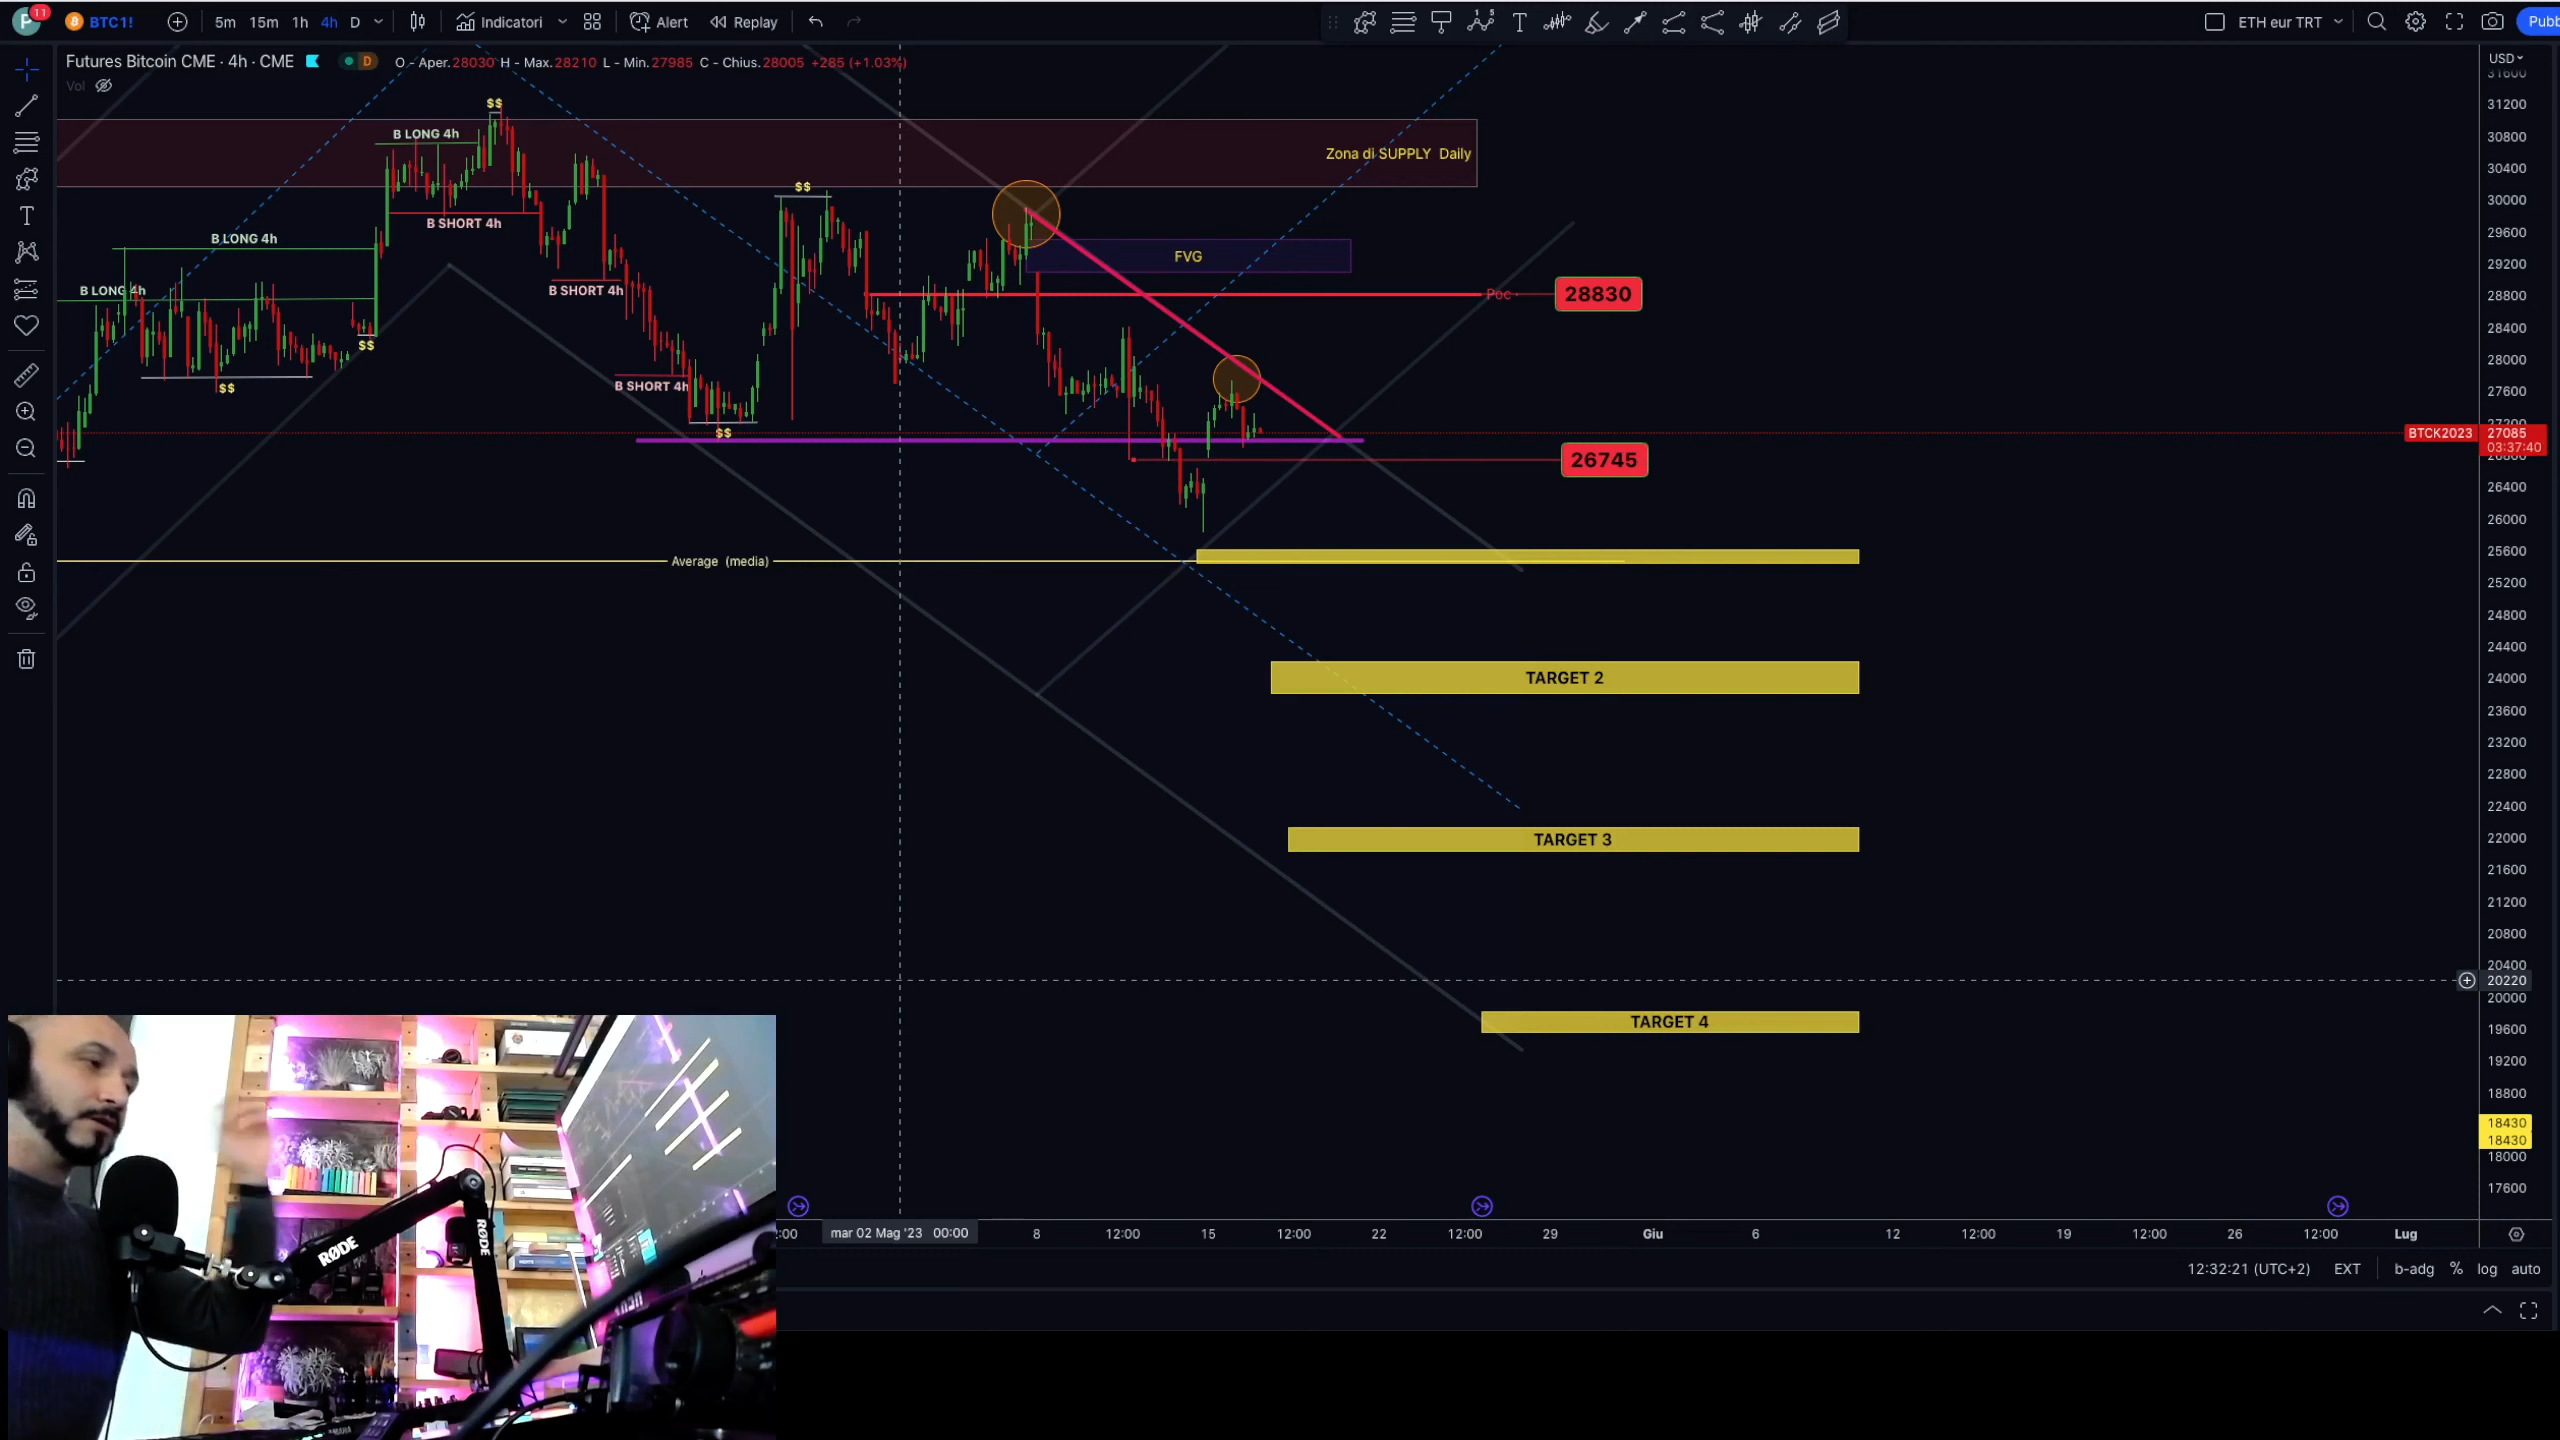 P 11 BTC1! 5m 15m 1h 4h D Indicatori Alert Replay ETH eur TRT Pubb
Futures Bitcoin CME · 4h · CME D O - Aper.28030 H - Max.28210 L - Min.27985 C - Chius.28005 +285 (+1.03%)
Vol
USD
31600
31200
30800
30400
30000
29600
29200
28800
28400
28000
27600
27200
BTCK2023 27085
03:37:40
26800
26400
26000
25600
25200
24800
24400
24000
23600
23200
22800
22400
22000
21600
21200
20800
20400
20220
20000
19600
19200
18800
18430
18430
18000
17600
$$
B LONG 4h
Zona di SUPPLY Daily
$$
B SHORT 4h
B LONG 4h
FVG
B LONG 4h
B SHORT 4h
Poc
28830
$$
$$
B SHORT 4h
$$
26745
Average (media)
TARGET 2
TARGET 3
TARGET 4
RØDE
RØDE
:00 mar 02 Mag '23 00:00 8 12:00 15 12:00 22 12:00 29 Giu 6 12 12:00 19 12:00 26 12:00 Lug
12:32:21 (UTC+2) EXT b-adg % log auto